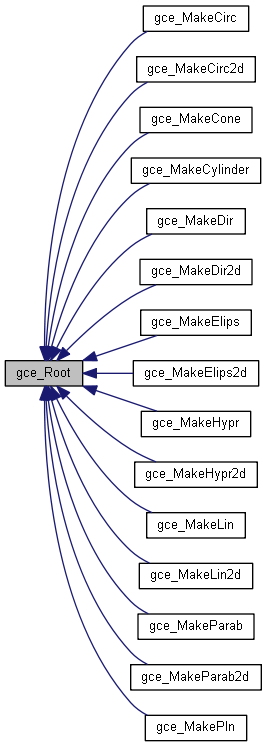 gce_MakeCirc
gce_MakeCirc2d
gce_MakeCone
gce_MakeCylinder
gce_MakeDir
gce_MakeDir2d
gce_MakeElips
gce_Root
gce_MakeElips2d
gce_MakeHypr
gce_MakeHypr2d
gce_MakeLin
gce_MakeLin2d
gce_MakeParab
gce_MakeParab2d
gce_MakePln